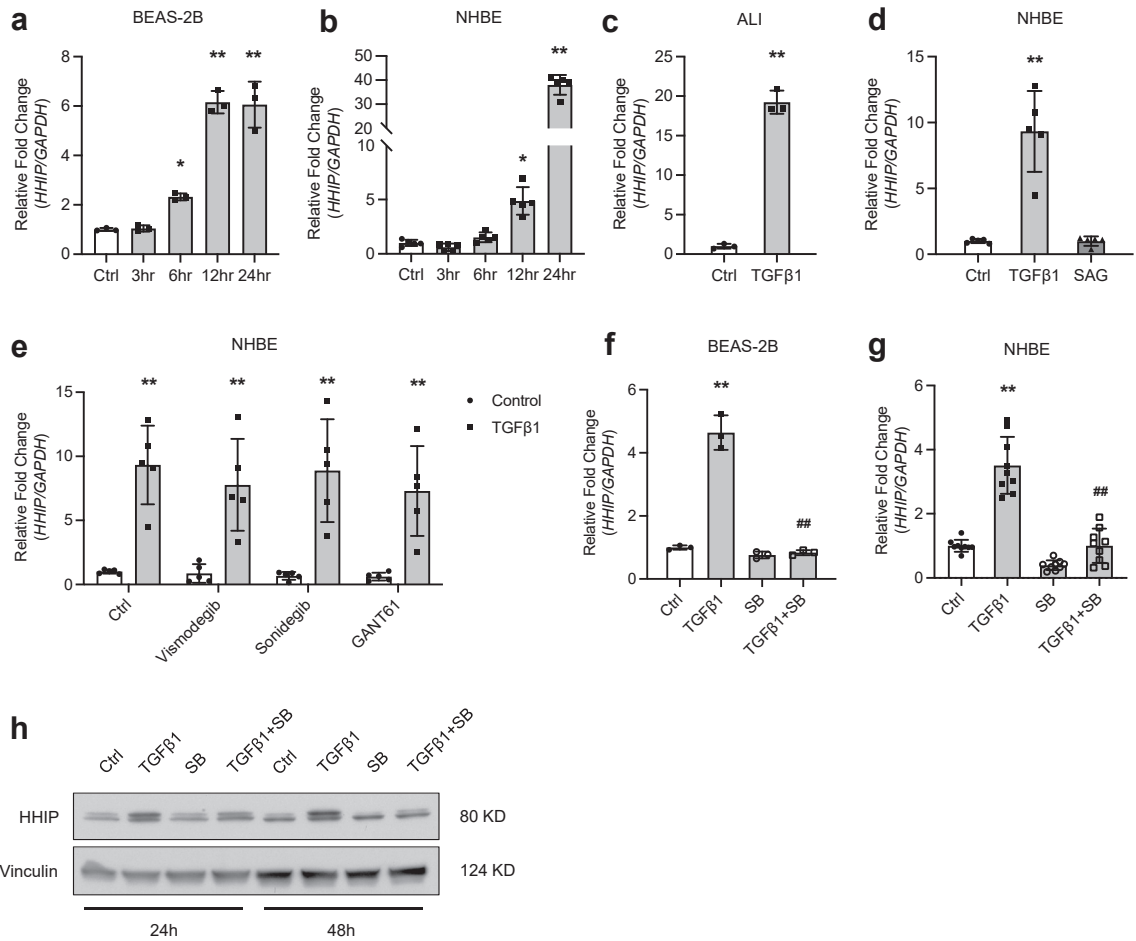 a
BEAS-2B
Relative Fold Change
(HHIP/GAPDH)
8
6
4
2
0
*
**
**
Ctrl 3hr 6hr 12hr 24hr
b
NHBE
Relative Fold Change
(HHIP/GAPDH)
50
40
30
20
10
5
0
*
**
Ctrl 3hr 6hr 12hr 24hr
c
ALI
Relative Fold Change
(HHIP/GAPDH)
25
20
15
10
5
0
**
Ctrl TGFβ1
d
NHBE
Relative Fold Change
(HHIP/GAPDH)
15
10
5
0
**
Ctrl TGFβ1 SAG
e
NHBE
Relative Fold Change
(HHIP/GAPDH)
15
10
5
0
** ** ** **
Ctrl
Vismodegib
Sonidegib
GANT61
Control
TGFβ1
f
BEAS-2B
Relative Fold Change
(HHIP/GAPDH)
6
4
2
0
**
##
Ctrl
TGFβ1
SB
TGFβ1+SB
g
NHBE
Relative Fold Change
(HHIP/GAPDH)
6
4
2
0
**
##
Ctrl
TGFβ1
SB
TGFβ1+SB
h
Ctrl TGFβ1 SB TGFβ1+SB Ctrl TGFβ1 SB TGFβ1+SB
HHIP 80 KD
Vinculin 124 KD
24h 48h